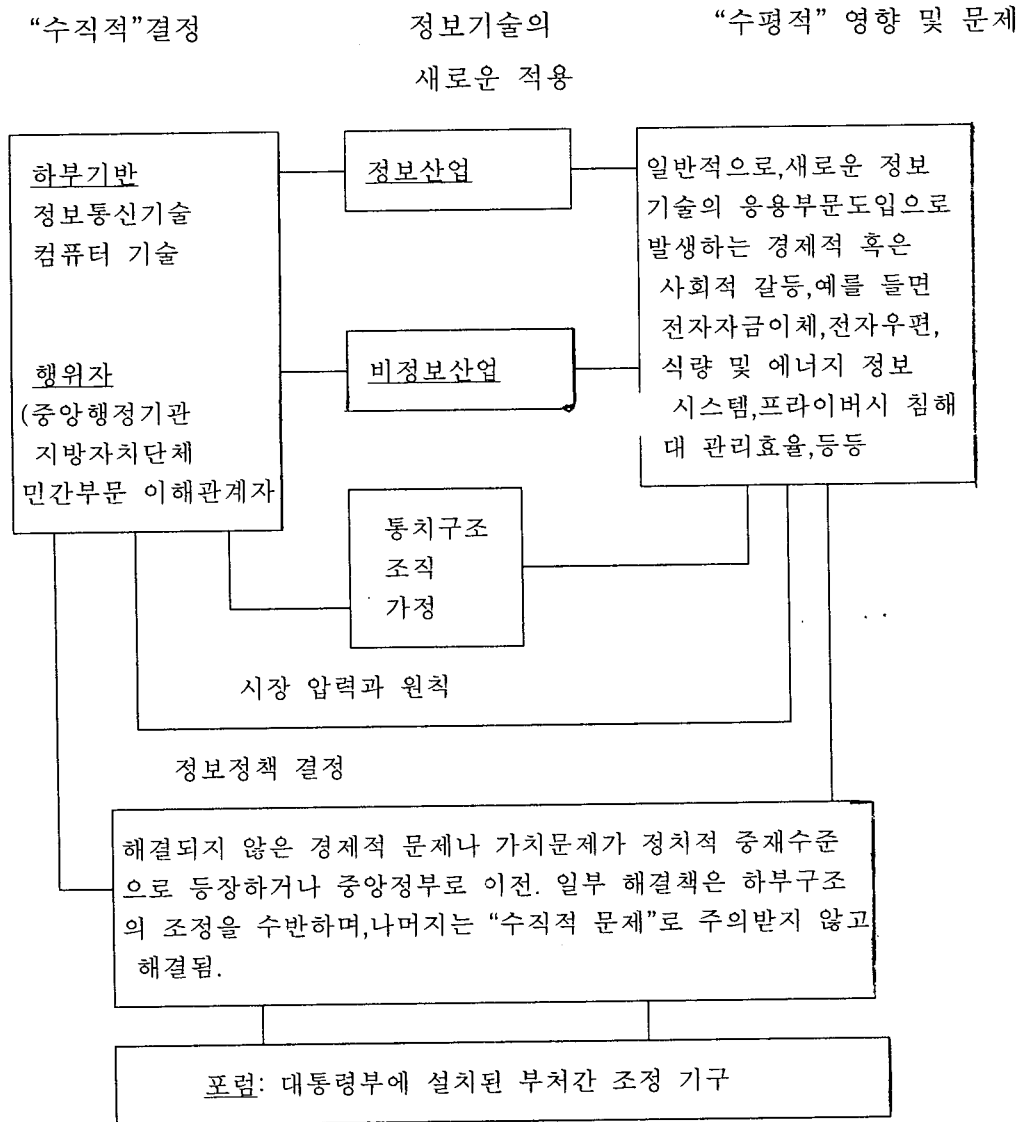 “수직적”결정
정보기술의
새로운 적용
“수평적” 영향 및 문제
하부기반
정보통신기술
컴퓨터 기술
행위자
(중앙행정기관
지방자치단체
민간부문 이해관계자
정보산업
비정보산업
통치구조
조직
가정
일반적으로,새로운 정보
기술의 응용부문도입으로
발생하는 경제적 혹은
사회적 갈등,예를 들면
전자자금이체,전자우편,
식량 및 에너지 정보
시스템,프라이버시 침해
대 관리효율,등등
시장 압력과 원칙
정보정책 결정
해결되지 않은 경제적 문제나 가치문제가 정치적 중재수준
으로 등장하거나 중앙정부로 이전. 일부 해결책은 하부구조
의 조정을 수반하며,나머지는 “수직적 문제”로 주의받지 않고
해결됨.
포럼: 대통령부에 설치된 부처간 조정 기구